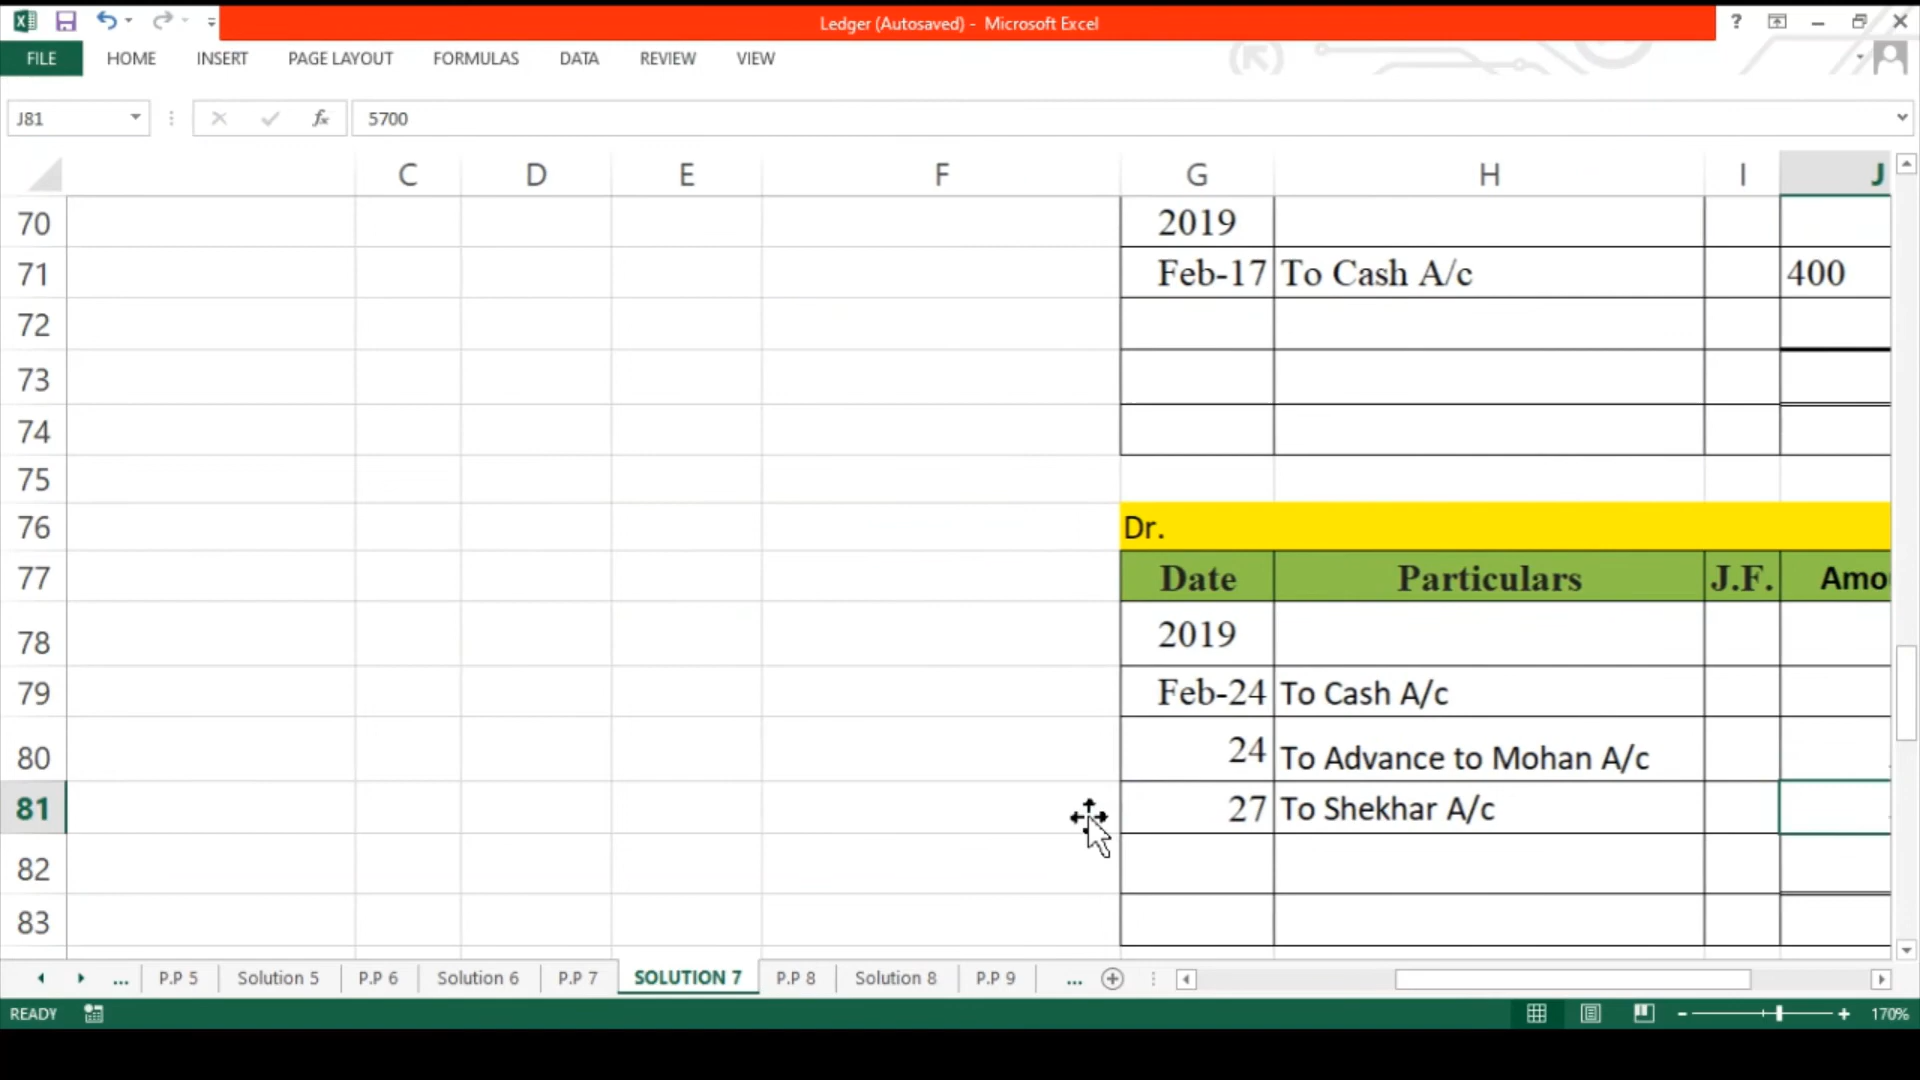 Ledger (Autosaved) - Microsoft Excel
?
FILE HOME INSERT PAGE LAYOUT FORMULAS DATA REVIEW VIEW
J81 fx 5700
C D E F G H I J
70 2019
71 Feb-17 To Cash A/c 400
72
73
74
75
76 Dr.
77 Date Particulars J.F. Amo
78 2019
79 Feb-24 To Cash A/c
80 24 To Advance to Mohan A/c
81 27 To Shekhar A/c
82
83
... P.P 5 Solution 5 P.P 6 Solution 6 P.P 7 SOLUTION 7 P.P 8 Solution 8 P.P 9 ...
READY 170%